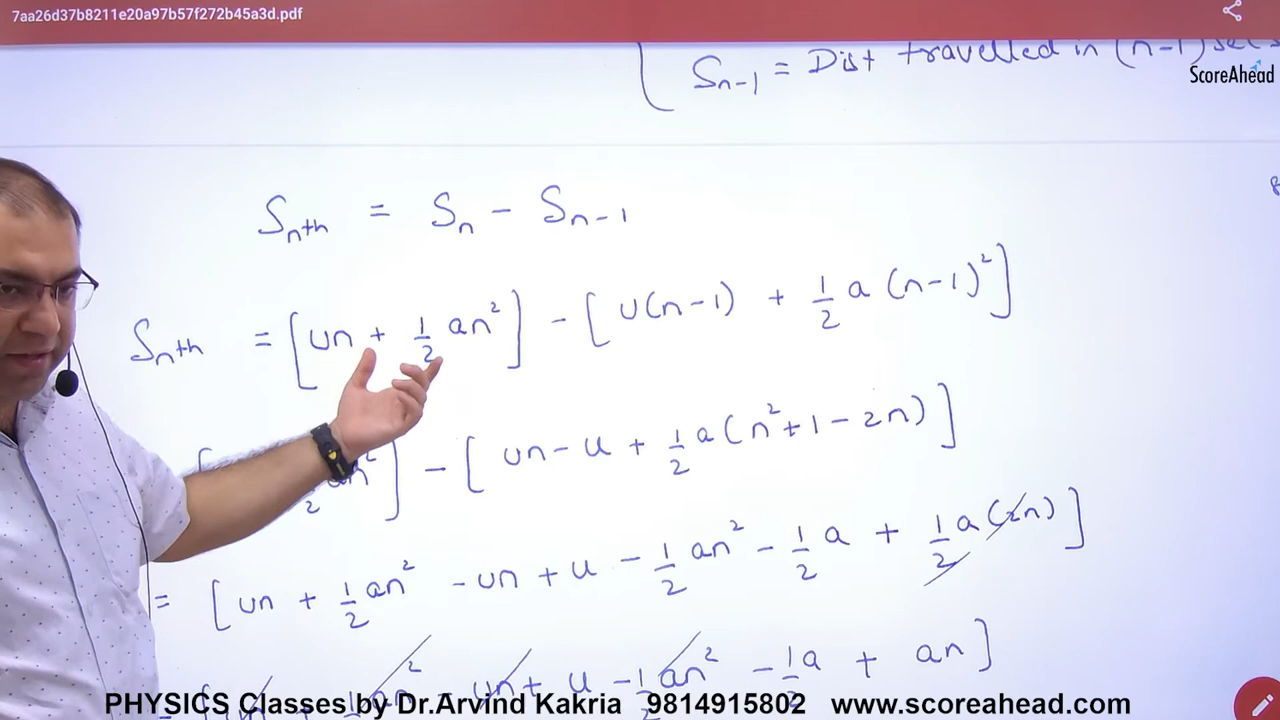 7aa26d37b8211e20a97b57f272b45a3d.pdf
Sn-1 = Dist travelled in (n-1) sec
ScoreAhead
Snth = Sn - Sn-1
Snth = [un + 1/2 an²] - [u(n-1) + 1/2 a (n-1)²]
- [un - u + 1/2 a(n²+1-2n)]
= [un + 1/2 an² - un + u - 1/2 an² - 1/2 a + 1/2 a(2n)]
un + u - 1/2 an² - 1/2 a + an]
PHYSICS Classes by Dr.Arvind Kakria 9814915802 www.scoreahead.com